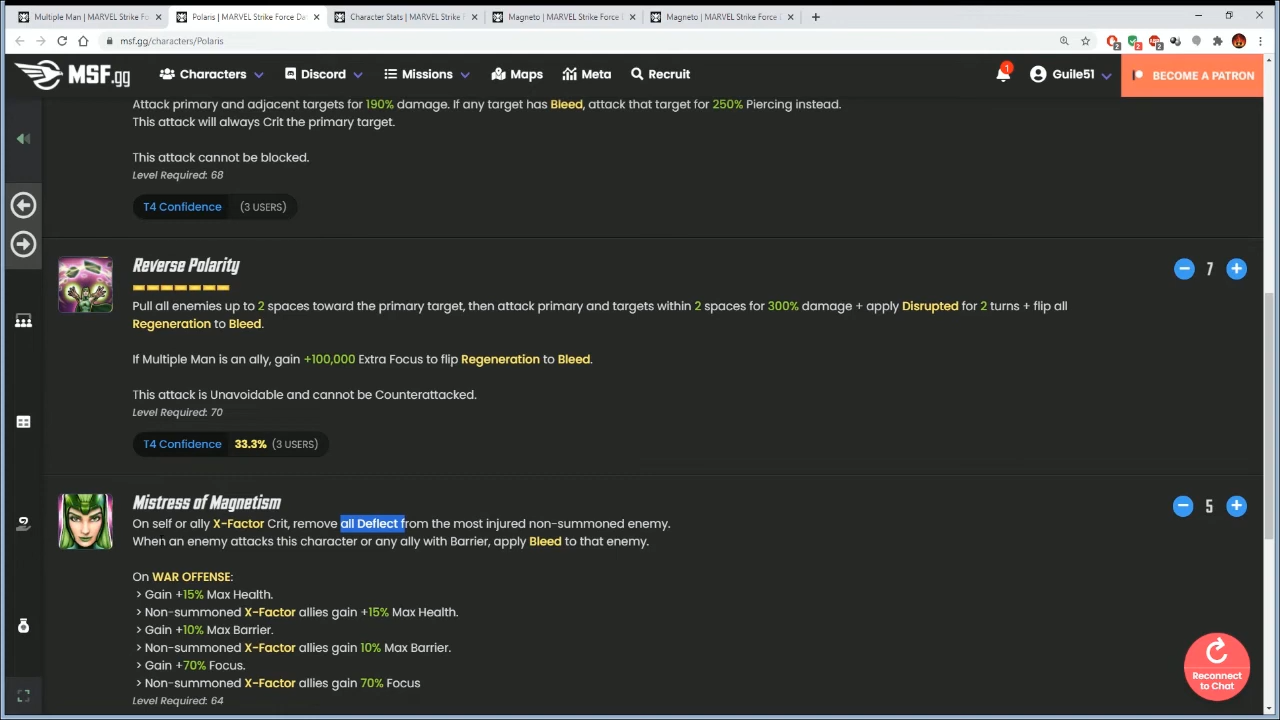 Multiple Man | MARVEL Strike Force
Polaris | MARVEL Strike Force Da
Character Stats | MARVEL Strike F
Magneto | MARVEL Strike Force
Magneto | MARVEL Strike Force
msf.gg/characters/Polaris
MSF.gg
Characters
Discord
Missions
Maps
Meta
Recruit
1
Guile51
BECOME A PATRON
Attack primary and adjacent targets for 190% damage. If any target has Bleed, attack that target for 250% Piercing instead.
This attack will always Crit the primary target.
This attack cannot be blocked.
Level Required: 68
T4 Confidence (3 USERS)
Reverse Polarity
7
Pull all enemies up to 2 spaces toward the primary target, then attack primary and targets within 2 spaces for 300% damage + apply Disrupted for 2 turns + flip all
Regeneration to Bleed.
If Multiple Man is an ally, gain +100,000 Extra Focus to flip Regeneration to Bleed.
This attack is Unavoidable and cannot be Counterattacked.
Level Required: 70
T4 Confidence 33.3% (3 USERS)
Mistress of Magnetism
5
On self or ally X-Factor Crit, remove all Deflect from the most injured non-summoned enemy.
When an enemy attacks this character or any ally with Barrier, apply Bleed to that enemy.
On WAR OFFENSE:
> Gain +15% Max Health.
> Non-summoned X-Factor allies gain +15% Max Health.
> Gain +10% Max Barrier.
> Non-summoned X-Factor allies gain 10% Max Barrier.
> Gain +70% Focus.
> Non-summoned X-Factor allies gain 70% Focus
Level Required: 64
Reconnect
to Chat